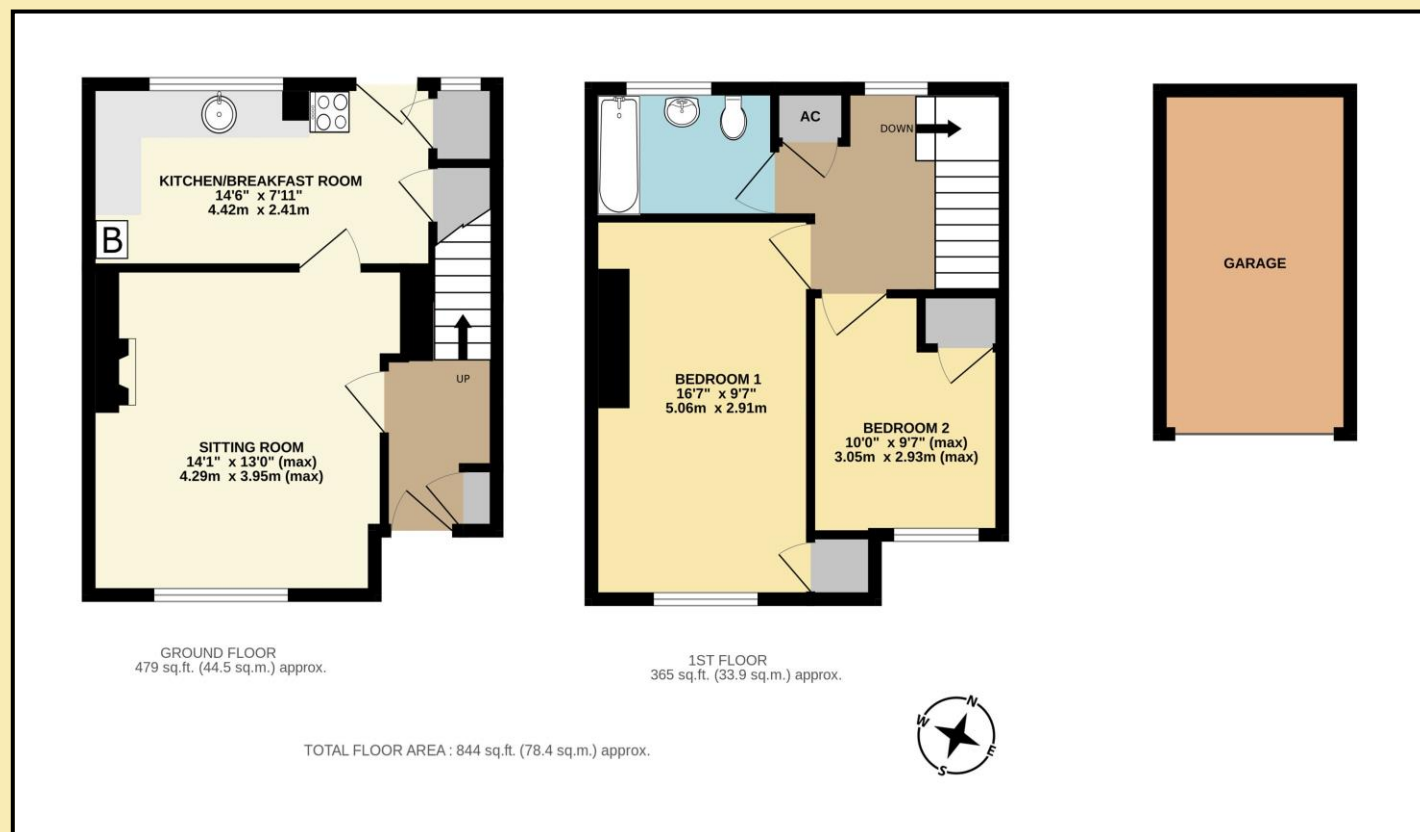 KITCHEN/BREAKFAST ROOM
14'6" x 7'11"
4.42m x 2.41m
B
SITTING ROOM
14'1" x 13'0" (max)
4.29m x 3.95m (max)
UP
GROUND FLOOR
479 sq.ft. (44.5 sq.m.) approx.
AC
DOWN
BEDROOM 1
16'7" x 9'7"
5.06m x 2.91m
BEDROOM 2
10'0" x 9'7" (max)
3.05m x 2.93m (max)
1ST FLOOR
365 sq.ft. (33.9 sq.m.) approx.
GARAGE
TOTAL FLOOR AREA : 844 sq.ft. (78.4 sq.m.) approx.
N
W
E
S